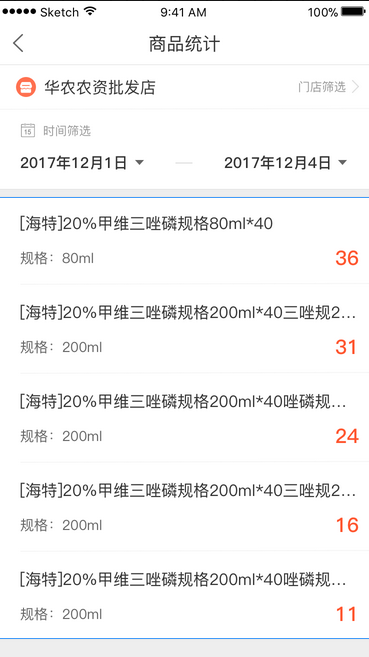 Sketch 9:41 AM 100%
商品统计
华农农资批发店 门店筛选
15 时间筛选
2017年12月1日 — 2017年12月4日
[海特]20%甲维三唑磷规格80ml*40
规格：80ml 36
[海特]20%甲维三唑磷规格200ml*40三唑规2...
规格：200ml 31
[海特]20%甲维三唑磷规格200ml*40唑磷规...
规格：200ml 24
[海特]20%甲维三唑磷规格200ml*40三唑规2...
规格：200ml 16
[海特]20%甲维三唑磷规格200ml*40唑磷规...
规格：200ml 11